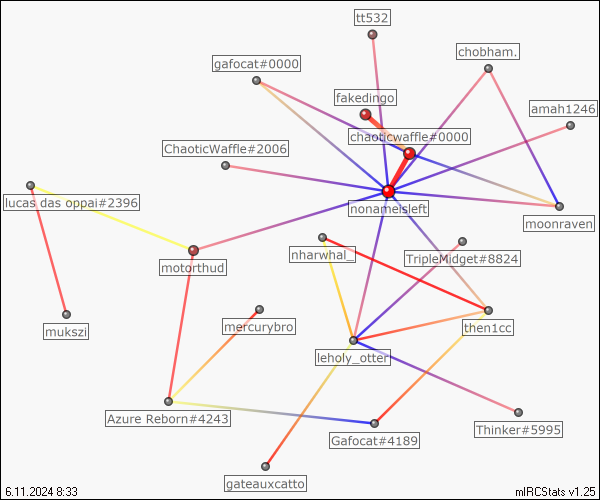 tt532
chobham.
gafocat#0000
fakedingo
amah1246
chaoticwaffle#0000
ChaoticWaffle#2006
lucas das oppai#2396
nonameisleft
moonraven
nharwhal_
TripleMidget#8824
motorthud
mukszi
mercurybro
then1cc
leholy_otter
Azure Reborn#4243
Gafocat#4189
Thinker#5995
gateauxcatto
6.11.2024 8:33
mIRCStats v1.25